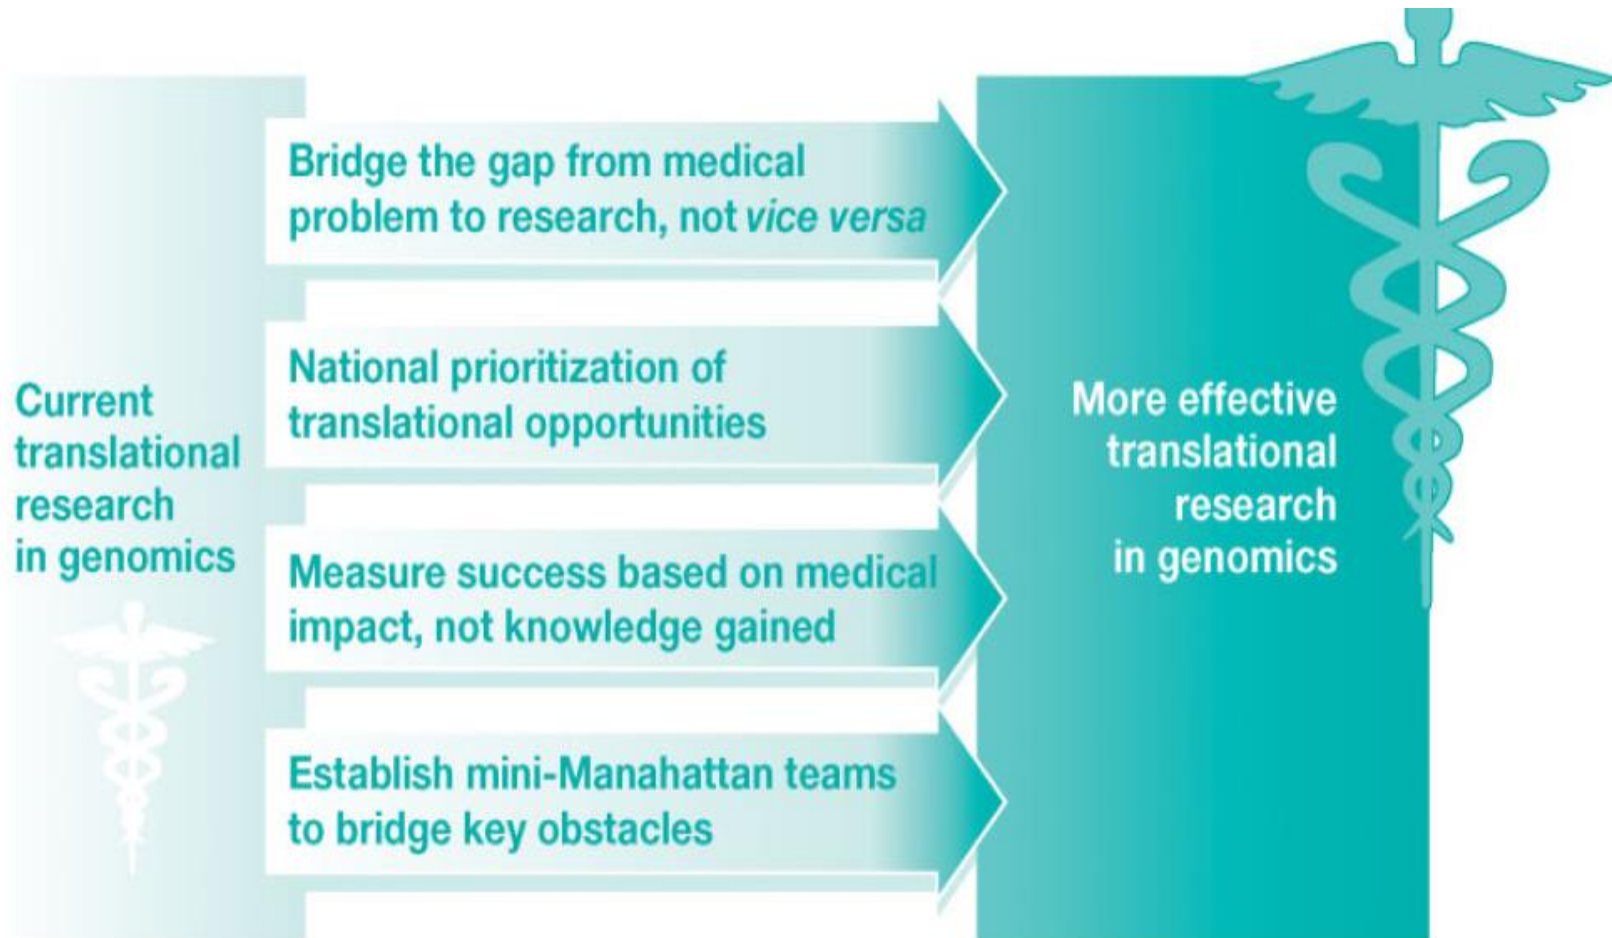 Current
translational
research
in genomics
Bridge the gap from medical
problem to research, not vice versa
National prioritization of
translational opportunities
Measure success based on medical
impact, not knowledge gained
Establish mini-Manahattan teams
to bridge key obstacles
More effective
translational
research
in genomics